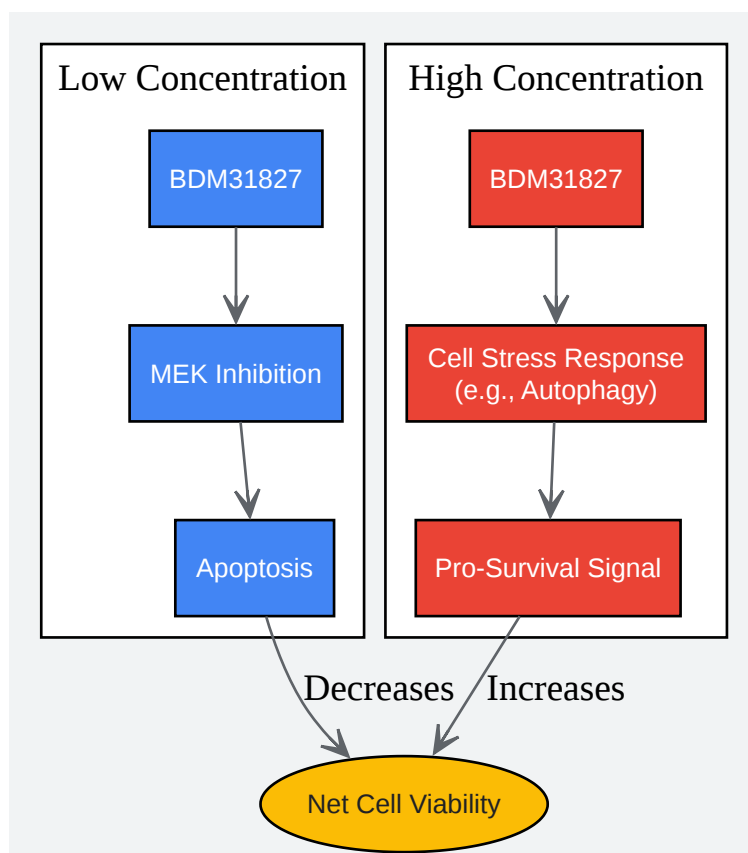 Low Concentration
BDM31827
MEK Inhibition
Apoptosis
High Concentration
BDM31827
Cell Stress Response
(e.g., Autophagy)
Pro-Survival Signal
Decreases
Increases
Net Cell Viability